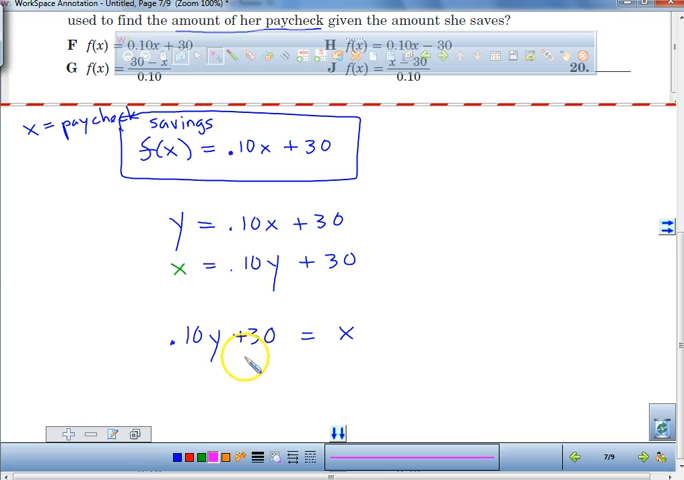 WorkSpace Annotation - Untitled, Page 7/9 (Zoom 100%) *
used to find the amount of her paycheck given the amount she saves?
F f(x) = 0.10x + 30
H f(x) = 0.10x − 30
G f(x) = 30 − x / 0.10
J f(x) = x − 30 / 0.10
20.
x = paycheck
savings
f(x) = .10x + 30
y = .10x + 30
x = .10y + 30
.10y + 30 = x
7/9